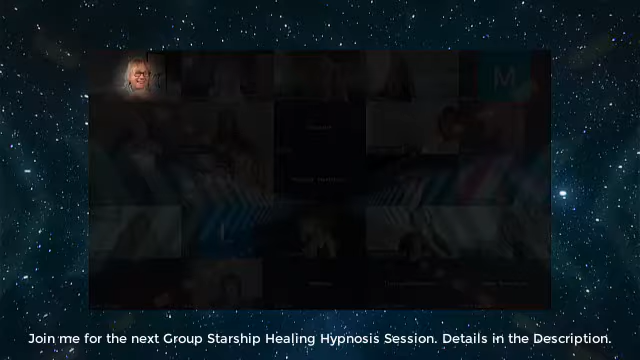 M
Join me for the next Group Starship Healing Hypnosis Session. Details in the Description.